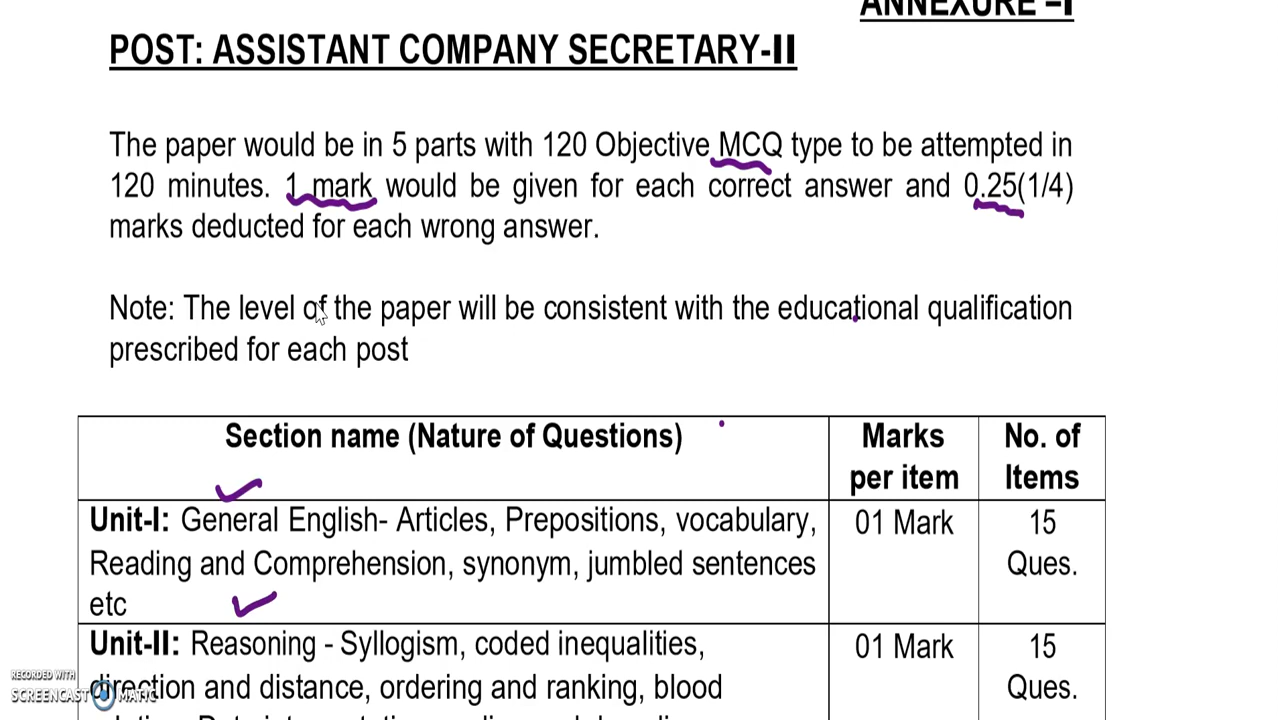 ANNEXURE –I
POST: ASSISTANT COMPANY SECRETARY-II
The paper would be in 5 parts with 120 Objective MCQ type to be attempted in
120 minutes. 1 mark would be given for each correct answer and 0.25(1/4)
marks deducted for each wrong answer.
Note: The level of the paper will be consistent with the educational qualification
prescribed for each post
Section name (Nature of Questions)
Marks
per item
No. of
Items
Unit-I: General English- Articles, Prepositions, vocabulary,
Reading and Comprehension, synonym, jumbled sentences
etc
01 Mark
15
Ques.
Unit-II: Reasoning - Syllogism, coded inequalities,
direction and distance, ordering and ranking, blood
01 Mark
15
Ques.
RECORDED WITH
SCREENCAST MATIC